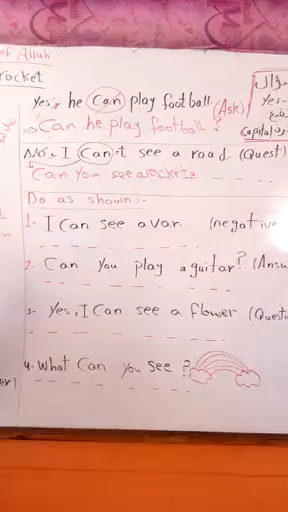 of Allah
rocket
سؤال
Yes, he can play football. (Ask)
Yes-
→ Can he play football?
Capital
No, I Can't see a road (Quest)
Can you see a
Do as shown:-
1- I Can see a van. (negative
2- Can you play a guitar? (Answ
3- Yes, I Can see a flower (Questi
4- What Can you see?
er)